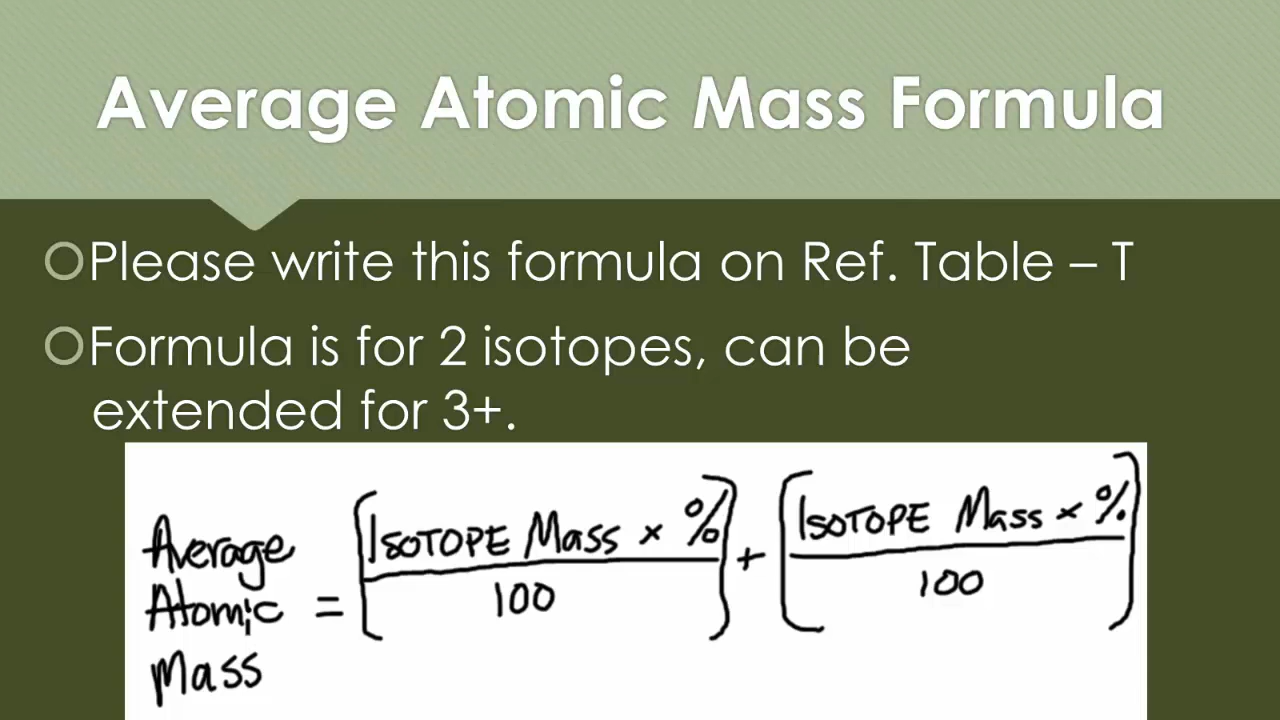 Average Atomic Mass Formula
Please write this formula on Ref. Table – T
Formula is for 2 isotopes, can be
extended for 3+.
Average Atomic Mass = [Isotope Mass x % / 100] + [Isotope Mass x % / 100]